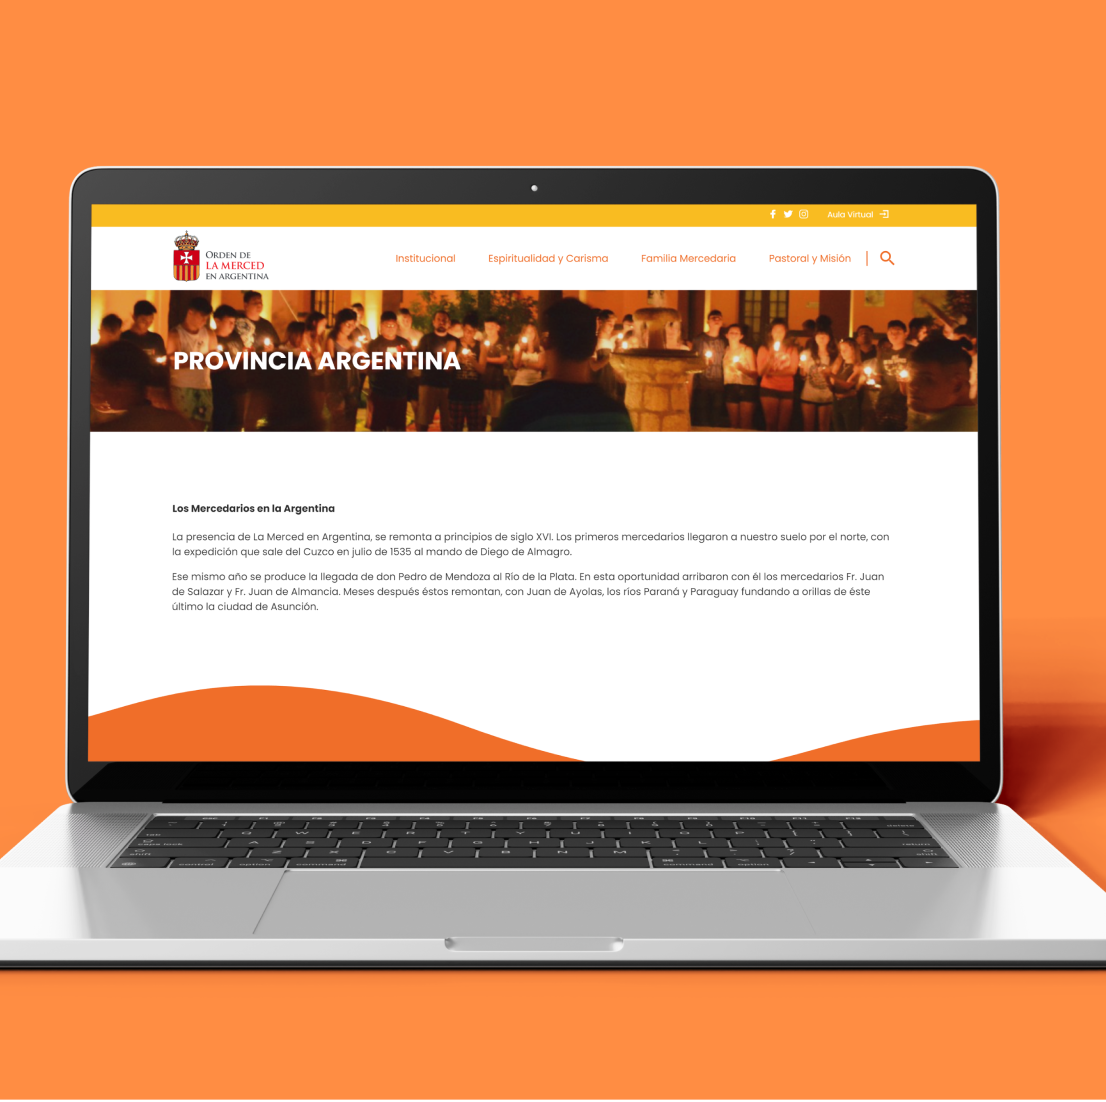 Aula Virtual
ORDEN DE
LA MERCED
EN ARGENTINA
Institucional
Espiritualidad y Carisma
Familia Mercedaria
Pastoral y Misión
PROVINCIA ARGENTINA
Los Mercedarios en la Argentina
La presencia de La Merced en Argentina, se remonta a principios de siglo XVI. Los primeros mercedarios llegaron a nuestro suelo por el norte, con
la expedición que sale del Cuzco en julio de 1535 al mando de Diego de Almagro.
Ese mismo año se produce la llegada de don Pedro de Mendoza al Río de la Plata. En esta oportunidad arribaron con él los mercedarios Fr. Juan
de Salazar y Fr. Juan de Almancia. Meses después éstos remontan, con Juan de Ayolas, los ríos Paraná y Paraguay fundando a orillas de éste
último la ciudad de Asunción.